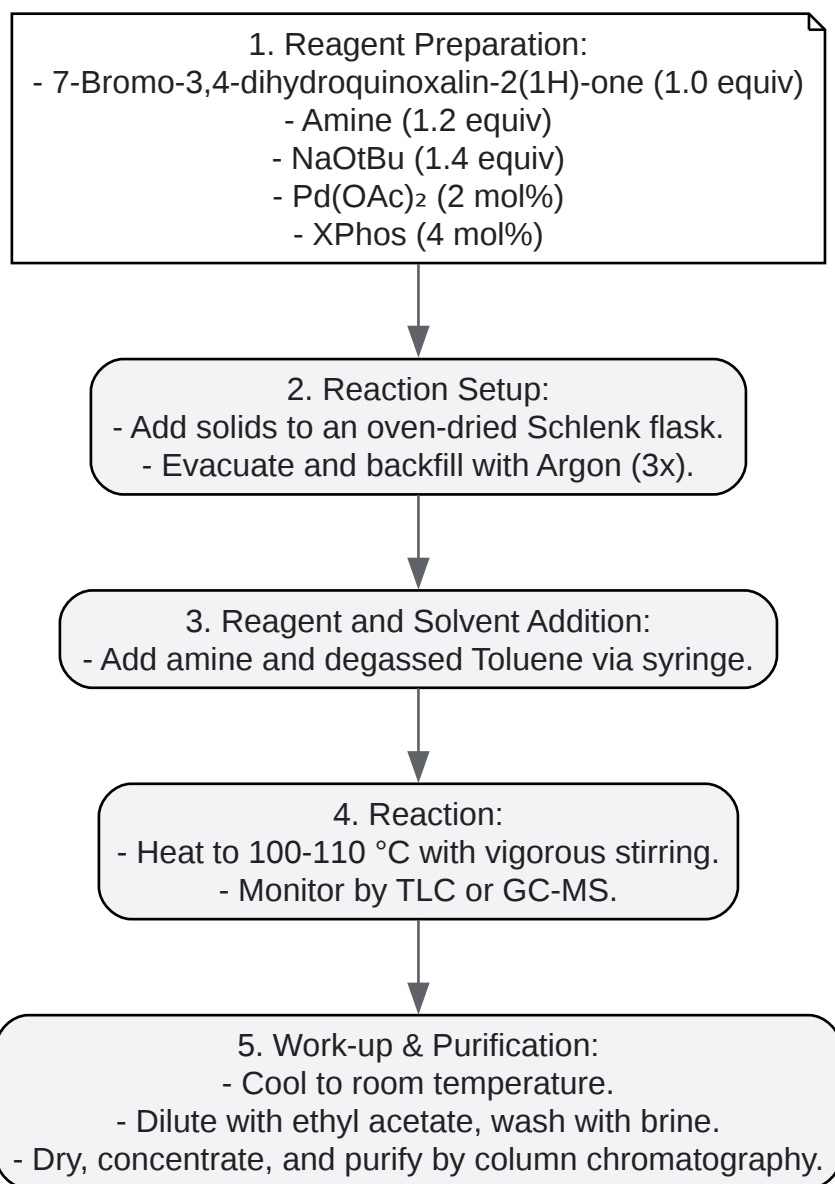 1. Reagent Preparation:
- 7-Bromo-3,4-dihydroquinoxalin-2(1H)-one (1.0 equiv)
- Amine (1.2 equiv)
- NaOtBu (1.4 equiv)
- Pd(OAc)₂ (2 mol%)
- XPhos (4 mol%)
2. Reaction Setup:
- Add solids to an oven-dried Schlenk flask.
- Evacuate and backfill with Argon (3x).
3. Reagent and Solvent Addition:
- Add amine and degassed Toluene via syringe.
4. Reaction:
- Heat to 100-110 °C with vigorous stirring.
- Monitor by TLC or GC-MS.
5. Work-up & Purification:
- Cool to room temperature.
- Dilute with ethyl acetate, wash with brine.
- Dry, concentrate, and purify by column chromatography.